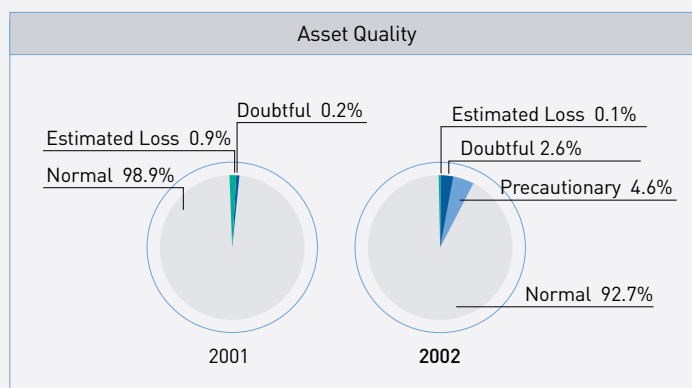 Asset Quality
Doubtful 0.2%
Estimated Loss 0.9%
Normal 98.9%
2001
Estimated Loss 0.1%
Doubtful 2.6%
Precautionary 4.6%
Normal 92.7%
2002